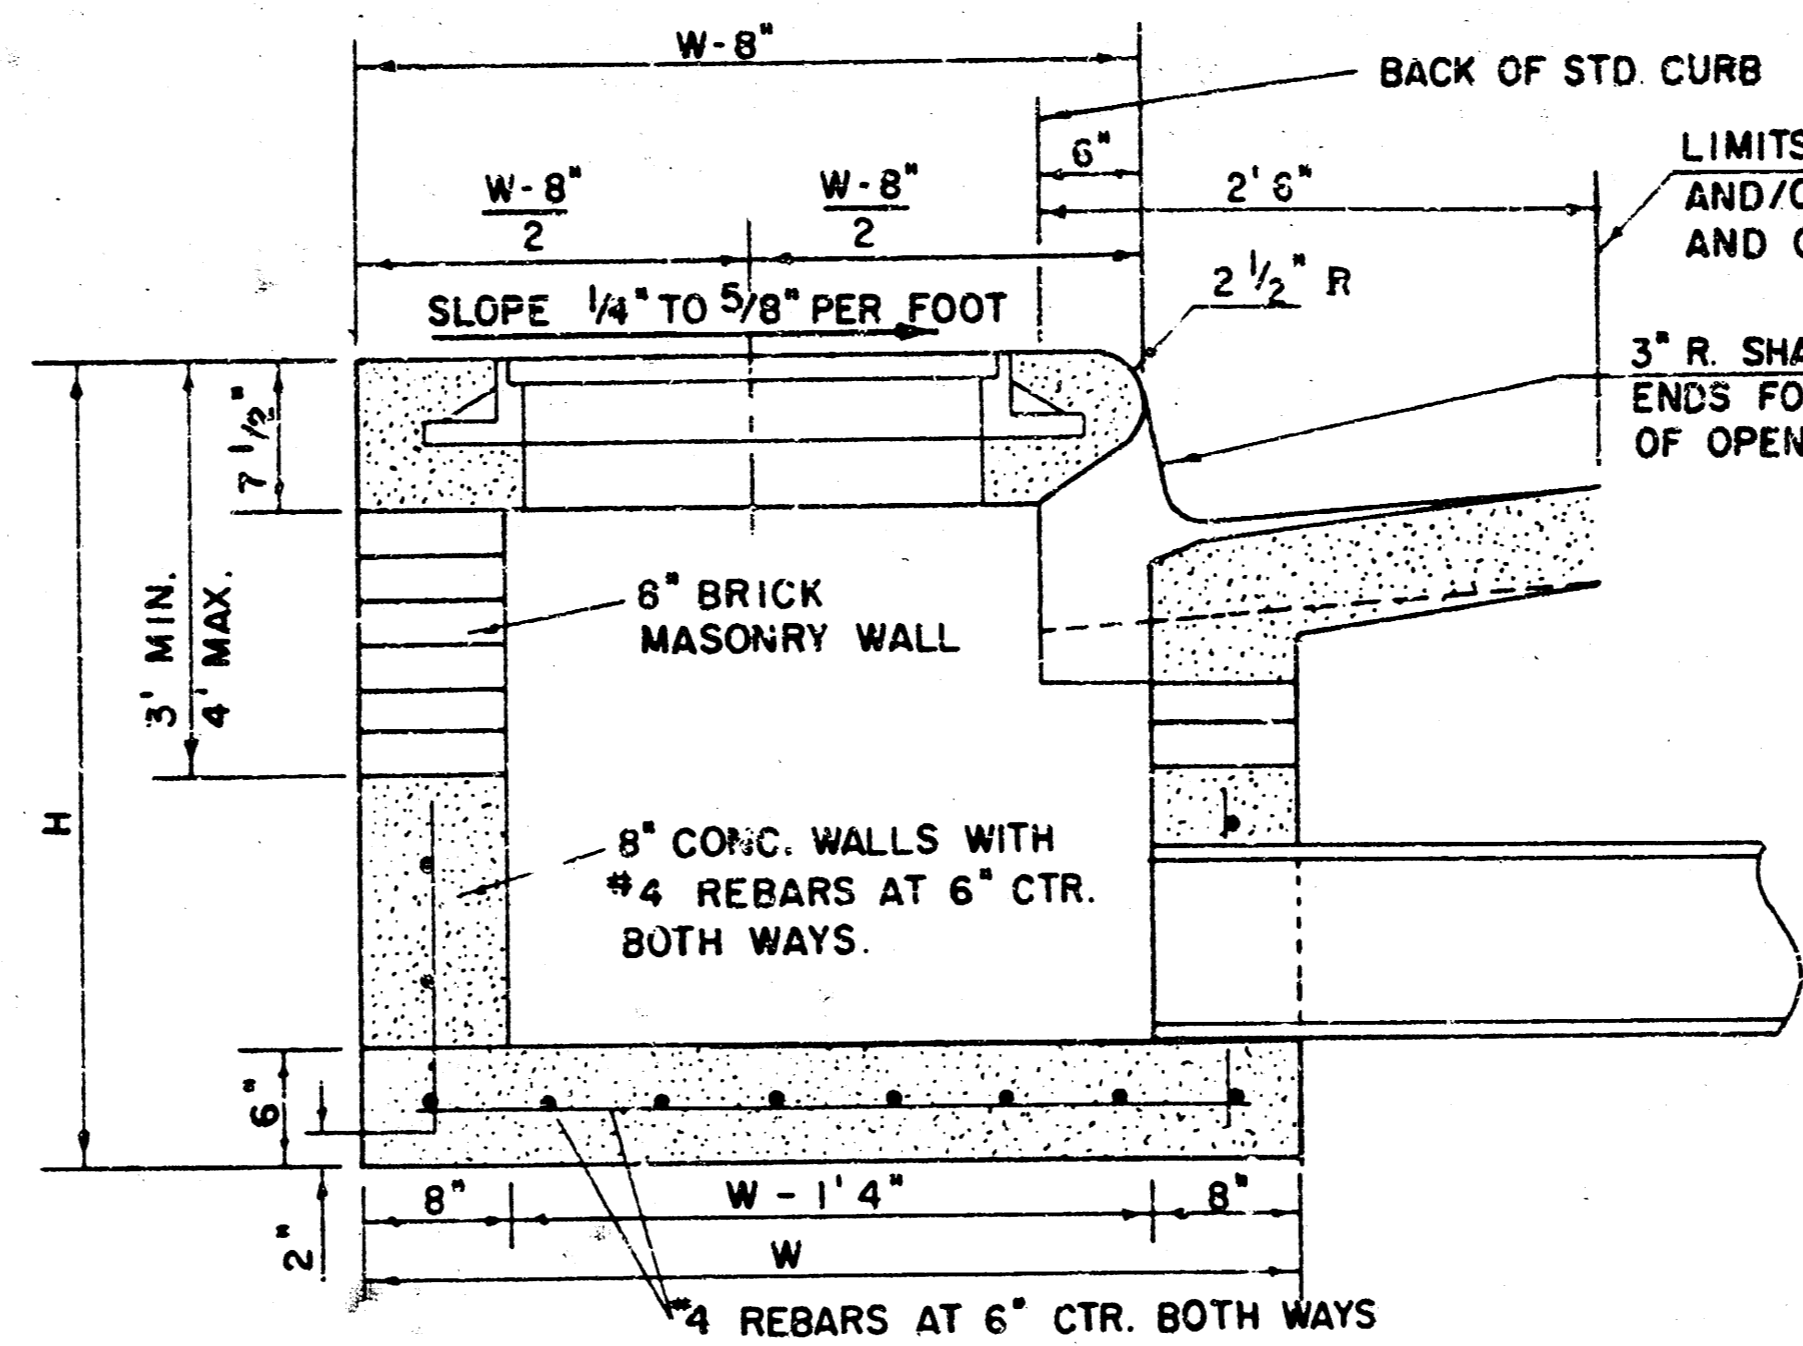 W-8"
BACK OF STD. CURB
6"
LIMITS
W-8"
2
W-8"
2
2' 6"
AND/
AND
2 1/2" R
SLOPE 1/4" TO 5/8" PER FOOT
3" R. SHA
ENDS FO
OF OPEN
7 1/2"
3' MIN.
4' MAX.
6" BRICK
MASONRY WALL
H
8" CONC. WALLS WITH
#4 REBARS AT 6" CTR.
BOTH WAYS.
6"
8"
W - 1' 4"
8"
2"
W
#4 REBARS AT 6" CTR. BOTH WAYS